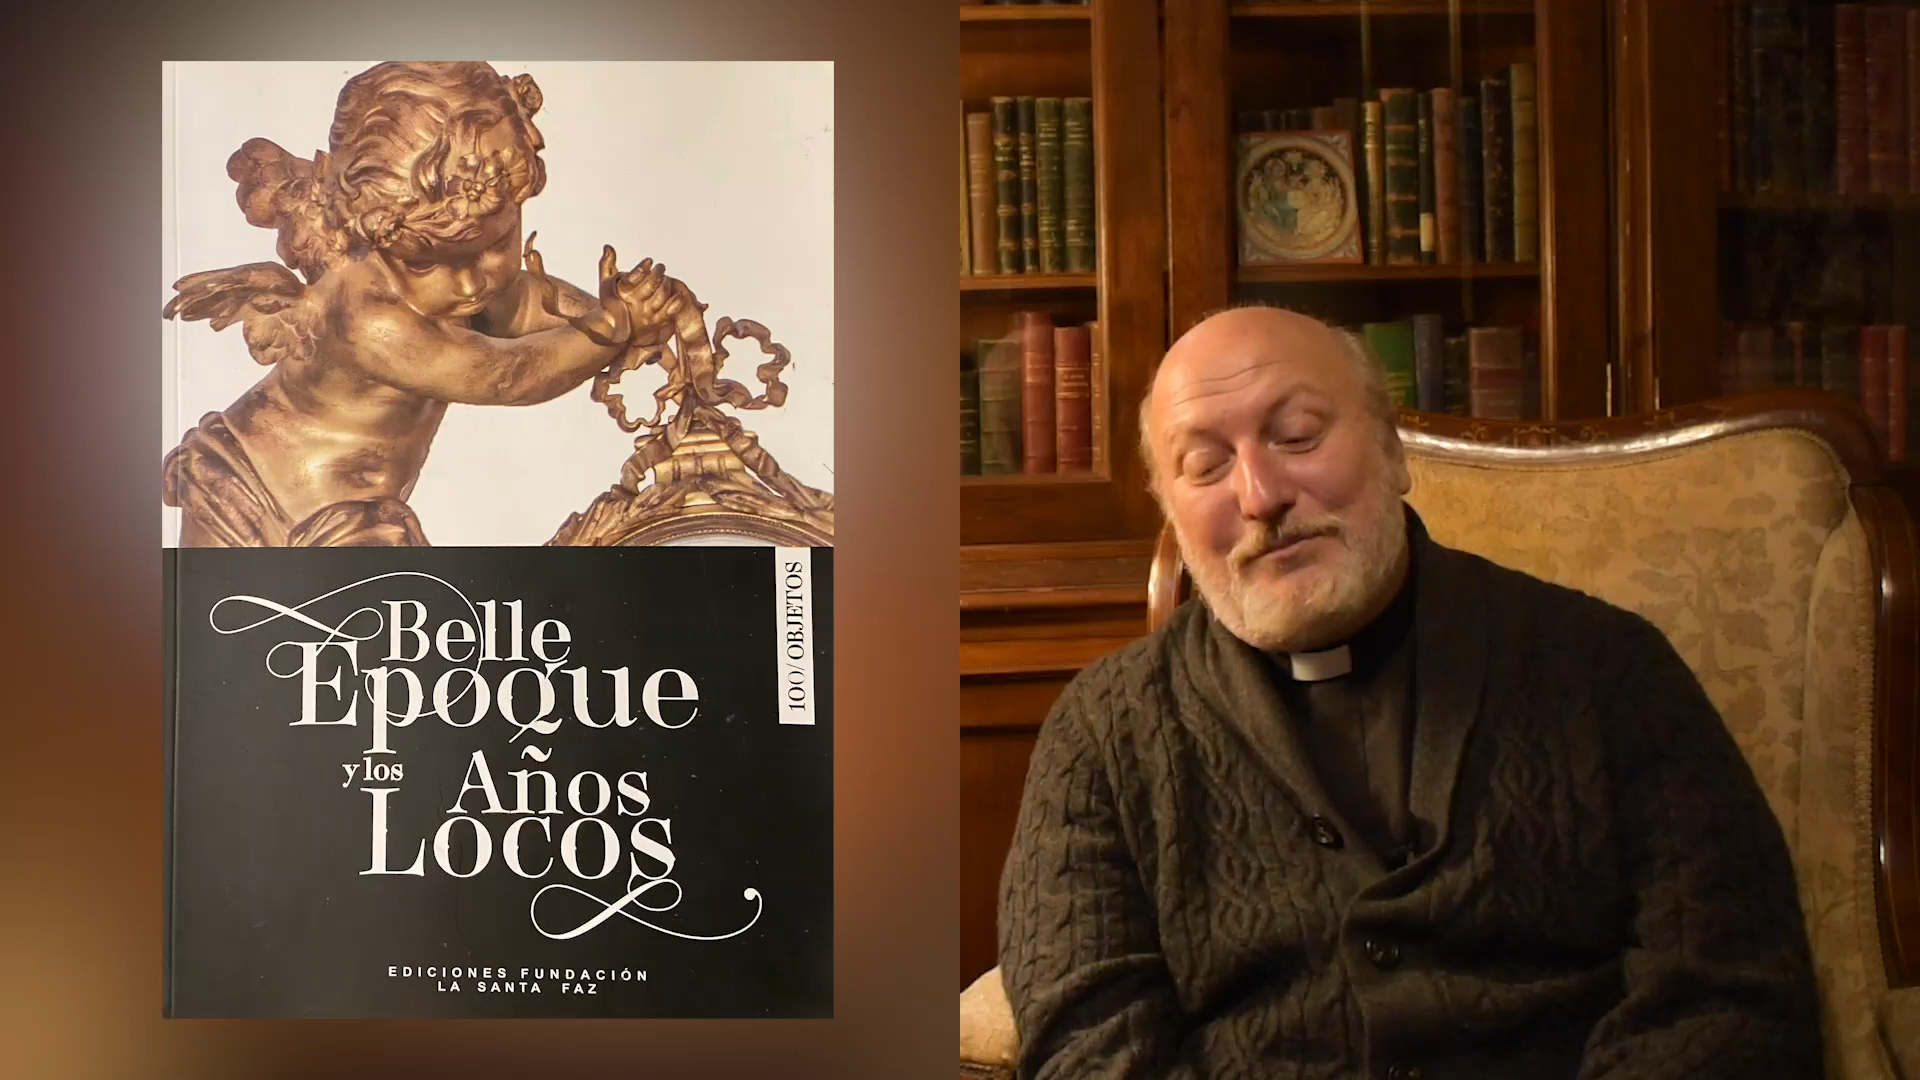 100/ OBJETOS
Belle
Epoque
y los Años
Locos
EDICIONES FUNDACIÓN
LA SANTA FAZ